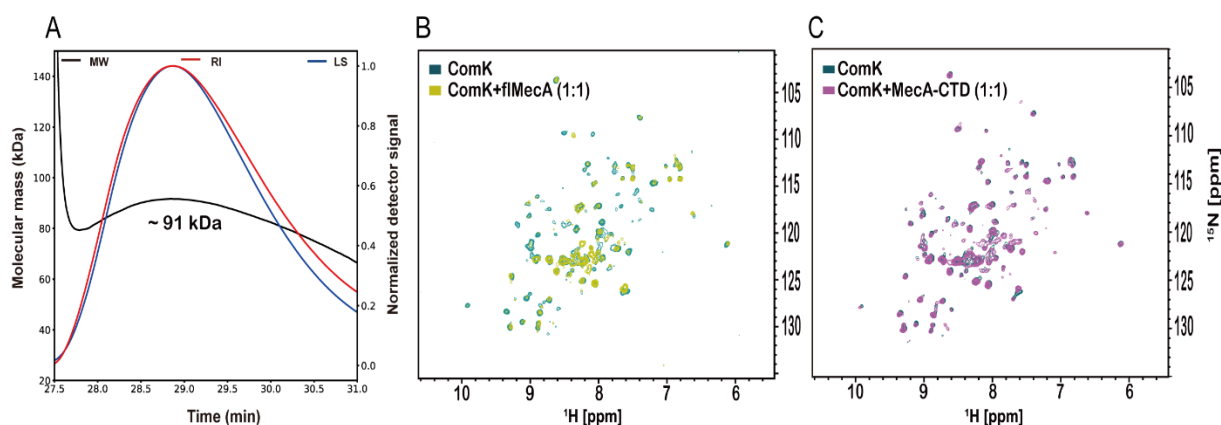 A
MW
RI
LS
Molecular mass (kDa)
140
120
100
80
60
40
20
~ 91 kDa
1.0
0.8
0.6
0.4
0.2
0.0
Normalized detector signal
27.5 28.0 28.5 29.0 29.5 30.0 30.5 31.0
Time (min)
B
ComK
ComK+flMecA (1:1)
105
110
115
120
125
130
10 9 8 7 6
¹H [ppm]
C
ComK
ComK+MecA-CTD (1:1)
105
110
115
120
125
130
¹⁵N [ppm]
10 9 8 7 6
¹H [ppm]